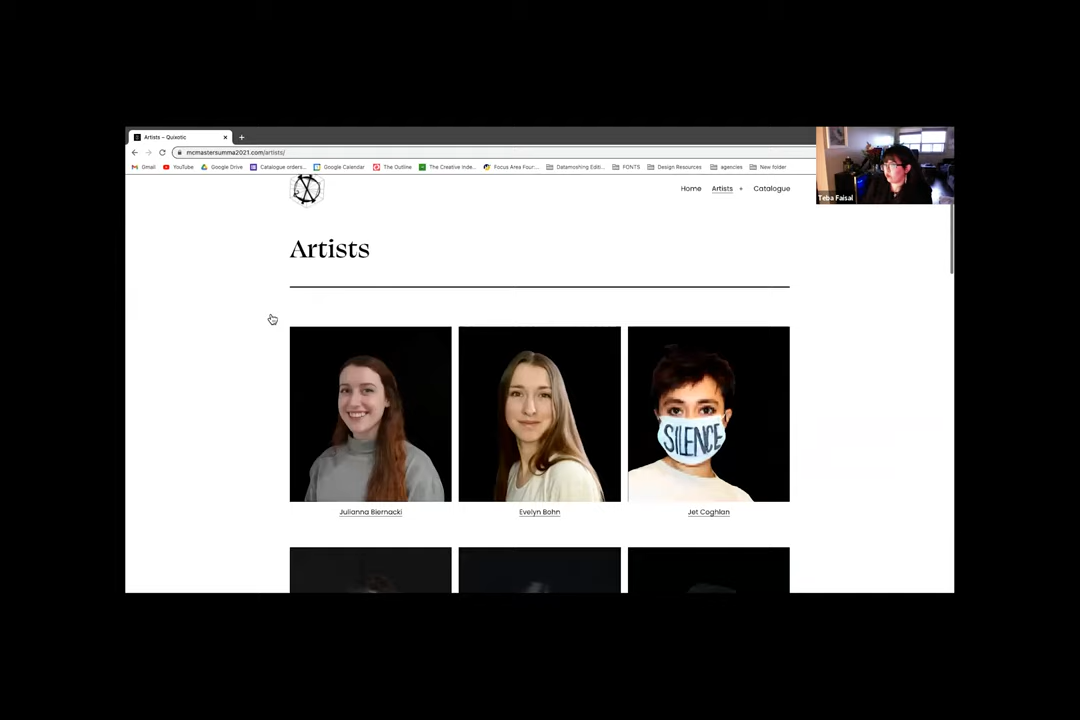 Artists – Quixotic
mcmastersumma2021.com/artists/
Gmail YouTube Google Drive Catalogue orders... Google Calendar The Outline The Creative Inde... Focus Area Four:... Datamoshing Editi... FONTS Design Resources agencies New folder
Teba Faisal
Home Artists + Catalogue
Artists
SILENCE
Julianna Biernacki Evelyn Bohn Jet Coghlan